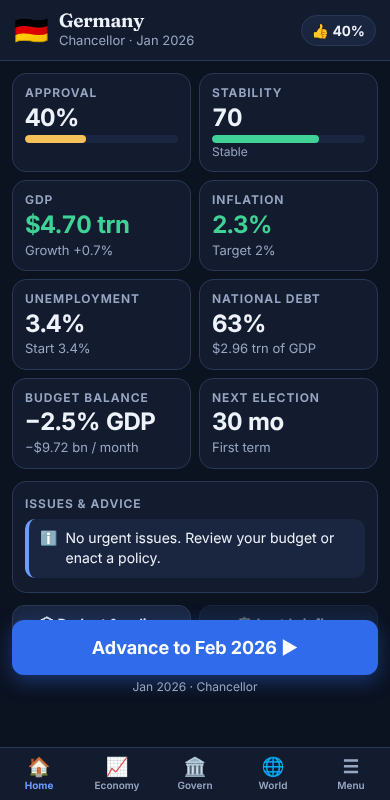 Germany
Chancellor · Jan 2026
40%
APPROVAL
40%
STABILITY
70
Stable
GDP
$4.70 trn
Growth +0.7%
INFLATION
2.3%
Target 2%
UNEMPLOYMENT
3.4%
Start 3.4%
NATIONAL DEBT
63%
$2.96 trn of GDP
BUDGET BALANCE
−2.5% GDP
−$9.72 bn / month
NEXT ELECTION
30 mo
First term
ISSUES & ADVICE
No urgent issues. Review your budget or
enact a policy.
Advance to Feb 2026 ▶
Jan 2026 · Chancellor
Home
Economy
Govern
World
Menu